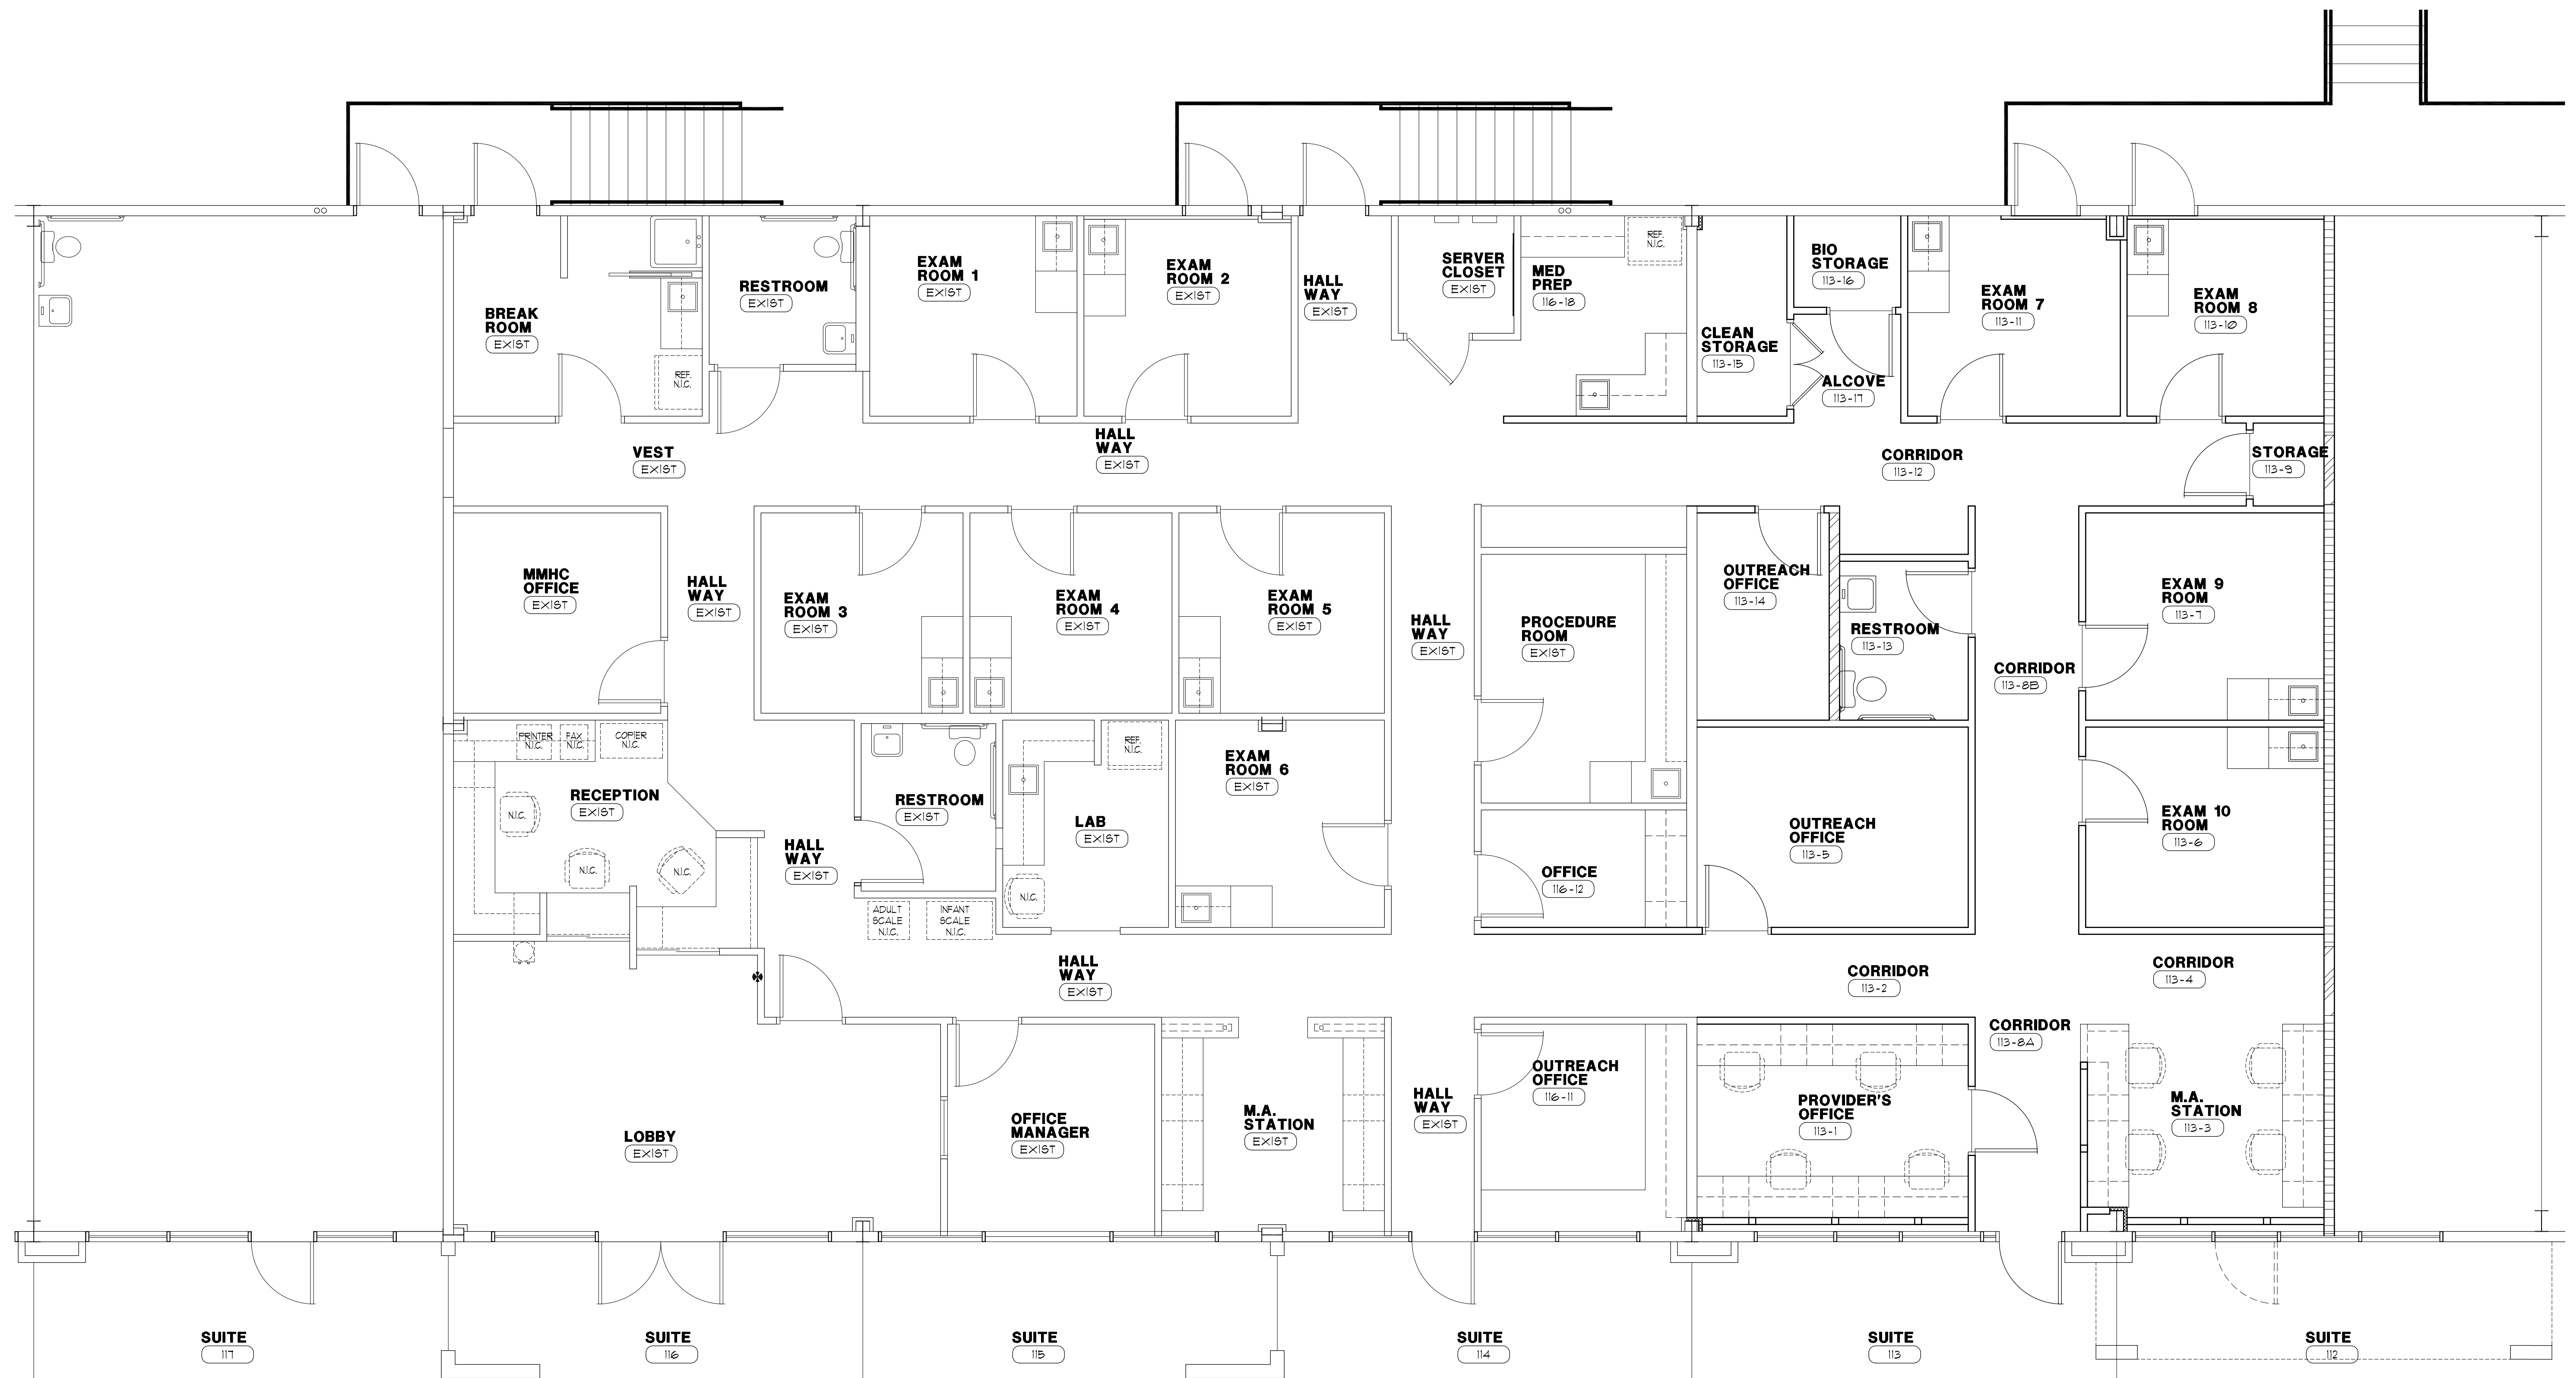 BREAK
ROOM
EXIST
RESTROOM
EXIST
REF.
N.I.C.
EXAM
ROOM 1
EXIST
EXAM
ROOM 2
EXIST
HALL
WAY
EXIST
SERVER
CLOSET
EXIST
MED
PREP
116-18
REF.
N.I.C.
CLEAN
STORAGE
113-15
BIO
STORAGE
113-16
ALCOVE
113-17
EXAM
ROOM 7
113-11
EXAM
ROOM 8
113-10
VEST
EXIST
HALL
WAY
EXIST
CORRIDOR
113-12
STORAGE
113-9
MMHC
OFFICE
EXIST
HALL
WAY
EXIST
EXAM
ROOM 3
EXIST
EXAM
ROOM 4
EXIST
EXAM
ROOM 5
EXIST
HALL
WAY
EXIST
PROCEDURE
ROOM
EXIST
OUTREACH
OFFICE
113-14
RESTROOM
113-13
CORRIDOR
113-8B
EXAM 9
ROOM
113-7
PRINTER
N.I.C.
FAX
N.I.C.
COPIER
N.I.C.
RECEPTION
EXIST
N.I.C.
N.I.C.
N.I.C.
HALL
WAY
EXIST
RESTROOM
EXIST
ADULT
SCALE
N.I.C.
INFANT
SCALE
N.I.C.
REF.
N.I.C.
LAB
EXIST
N.I.C.
EXAM
ROOM 6
EXIST
OFFICE
116-12
OUTREACH
OFFICE
113-5
EXAM 10
ROOM
113-6
HALL
WAY
EXIST
CORRIDOR
113-2
CORRIDOR
113-4
CORRIDOR
113-8A
LOBBY
EXIST
OFFICE
MANAGER
EXIST
M.A.
STATION
EXIST
HALL
WAY
EXIST
OUTREACH
OFFICE
116-11
PROVIDER'S
OFFICE
113-1
M.A.
STATION
113-3
SUITE
117
SUITE
116
SUITE
115
SUITE
114
SUITE
113
SUITE
112